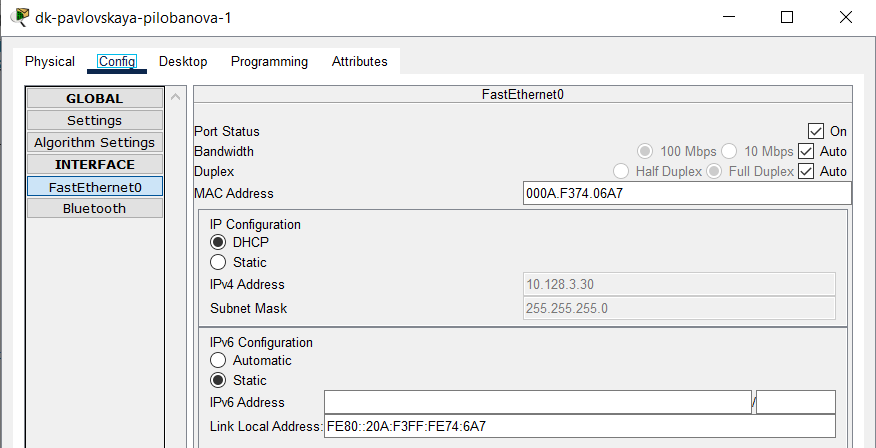 dk-pavlovskaya-pilobanova-1
Physical Config Desktop Programming Attributes
GLOBAL
Settings
Algorithm Settings
INTERFACE
FastEthernet0
Bluetooth
FastEthernet0
Port Status On
Bandwidth 100 Mbps 10 Mbps Auto
Duplex Half Duplex Full Duplex Auto
MAC Address 000A.F374.06A7
IP Configuration
DHCP
Static
IPv4 Address 10.128.3.30
Subnet Mask 255.255.255.0
IPv6 Configuration
Automatic
Static
IPv6 Address /
Link Local Address: FE80::20A:F3FF:FE74:6A7